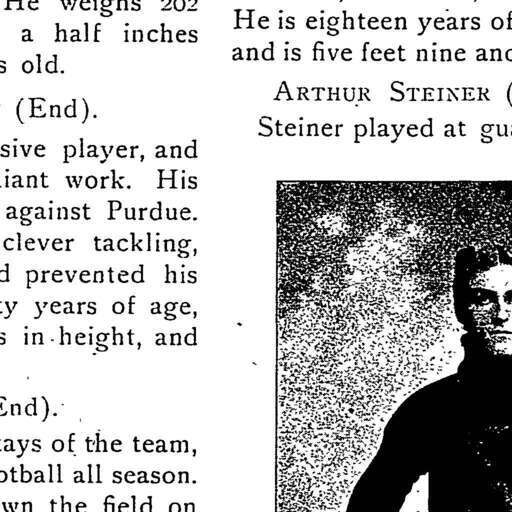 He weighs 202
a half inches
s old.
(End).
sive player, and
liant work. His
against Purdue.
clever tackling,
d prevented his
ty years of age,
s in height, and
End).
tays of the team,
otball all season.
wn the field on
He is eighteen years of
and is five feet nine and
ARTHUR STEINER (
Steiner played at gua